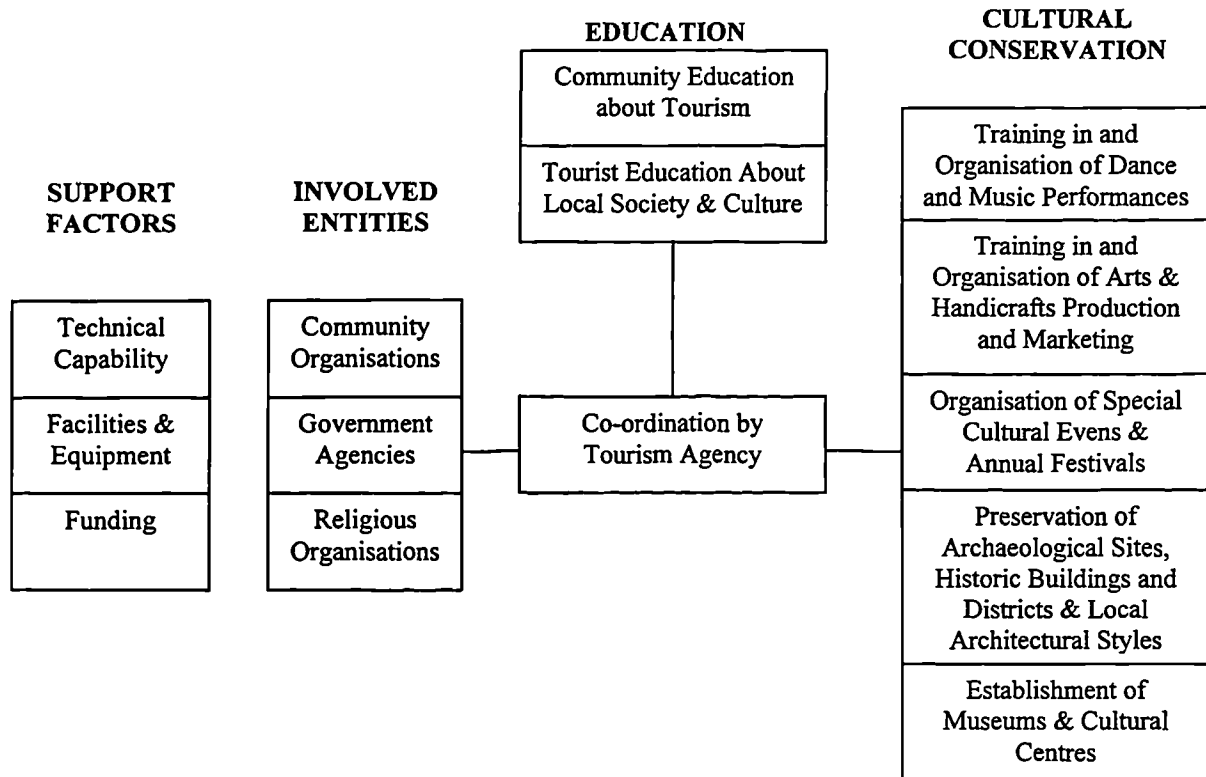 SUPPORT
FACTORS
Technical
Capability
Facilities &
Equipment
Funding
INVOLVED
ENTITIES
Community
Organisations
Government
Agencies
Religious
Organisations
EDUCATION
Community Education
about Tourism
Tourist Education About
Local Society & Culture
Co-ordination by
Tourism Agency
CULTURAL
CONSERVATION
Training in and
Organisation of Dance
and Music Performances
Training in and
Organisation of Arts &
Handicrafts Production
and Marketing
Organisation of Special
Cultural Evens &
Annual Festivals
Preservation of
Archaeological Sites,
Historic Buildings and
Districts & Local
Architectural Styles
Establishment of
Museums & Cultural
Centres